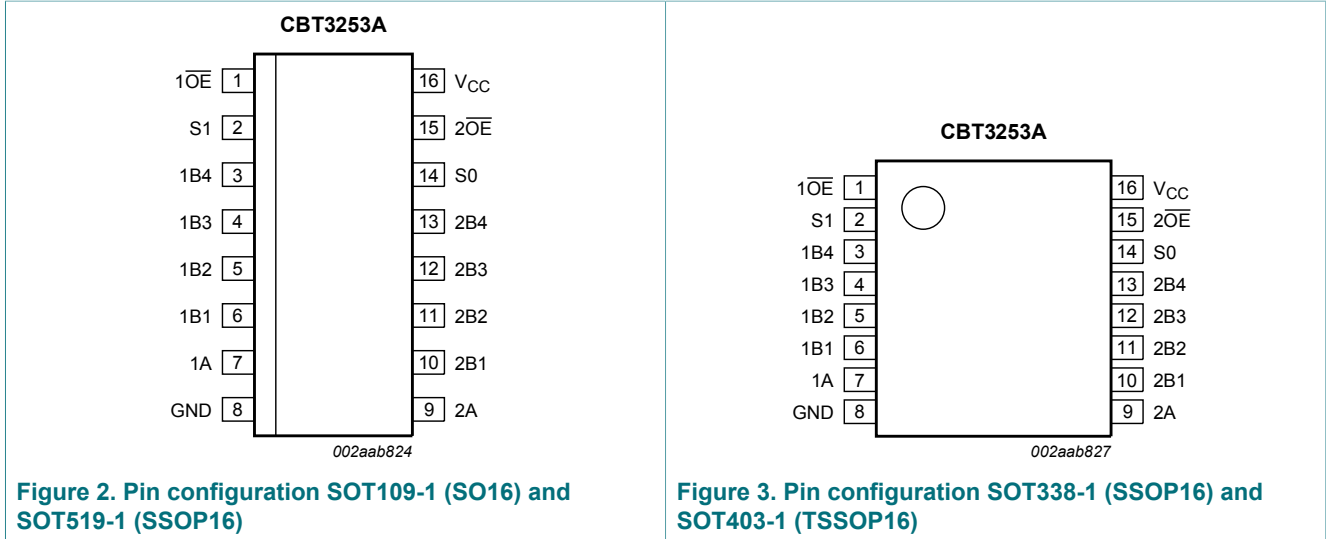 CBT3253A
1O̅E̅ 1 16 VCC
S1 2 15 2O̅E̅
1B4 3 14 S0
1B3 4 13 2B4
1B2 5 12 2B3
1B1 6 11 2B2
1A 7 10 2B1
GND 8 9 2A
002aab824
Figure 2. Pin configuration SOT109-1 (SO16) and
SOT519-1 (SSOP16)
CBT3253A
1O̅E̅ 1 16 VCC
S1 2 15 2O̅E̅
1B4 3 14 S0
1B3 4 13 2B4
1B2 5 12 2B3
1B1 6 11 2B2
1A 7 10 2B1
GND 8 9 2A
002aab827
Figure 3. Pin configuration SOT338-1 (SSOP16) and
SOT403-1 (TSSOP16)